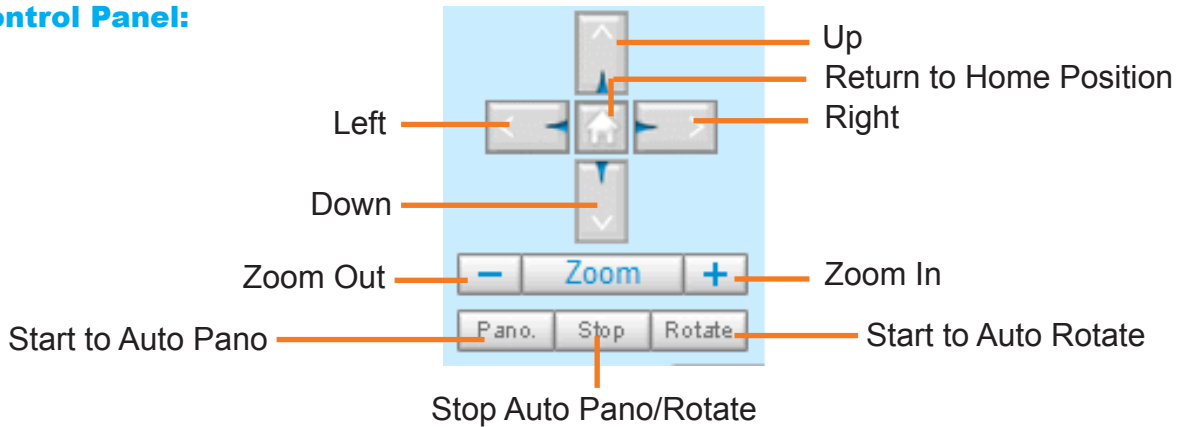 ontrol Panel:
Up
Return to Home Position
Left
Right
Down
Zoom Out
Zoom
Zoom In
Start to Auto Pano
Pano.
Stop
Rotate
Start to Auto Rotate
Stop Auto Pano/Rotate